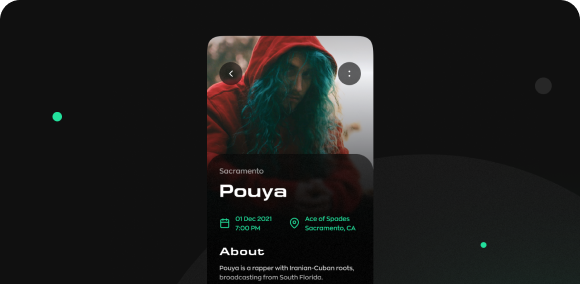 Sacramento
Pouya
01 Dec 2021
7:00 PM
Ace of Spades
Sacramento, CA
About
Pouya is a rapper with Iranian-Cuban roots,
broadcasting from South Florida.